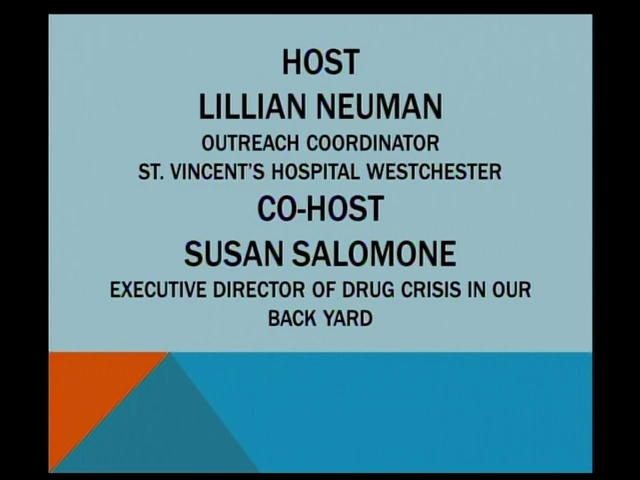 HOST
LILLIAN NEUMAN
OUTREACH COORDINATOR
ST. VINCENT'S HOSPITAL WESTCHESTER
CO-HOST
SUSAN SALOMONE
EXECUTIVE DIRECTOR OF DRUG CRISIS IN OUR
BACK YARD